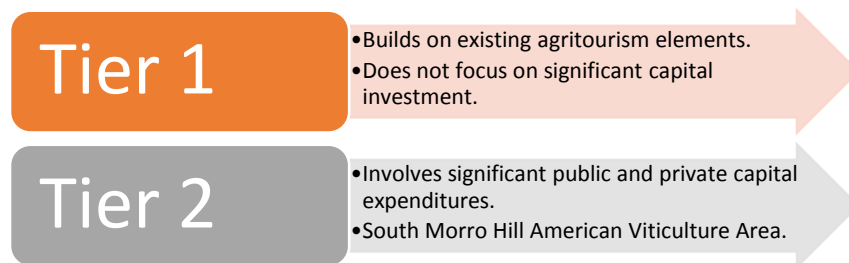 Tier 1
•Builds on existing agritourism elements.
•Does not focus on significant capital
investment.
Tier 2
•Involves significant public and private capital
expenditures.
•South Morro Hill American Viticulture Area.